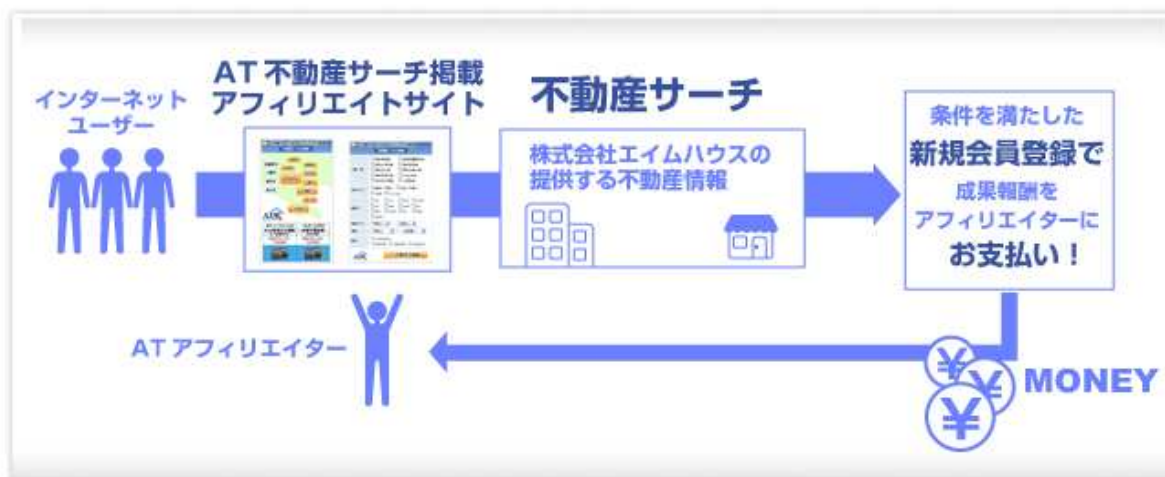 インターネット
ユーザー
AT 不動産サーチ掲載
アフィリエイトサイト
不動産サーチ
株式会社エイムハウスの
提供する不動産情報
条件を満たした
新規会員登録で
成果報酬を
アフィリエイターに
お支払い！
AT アフィリエイター
MONEY